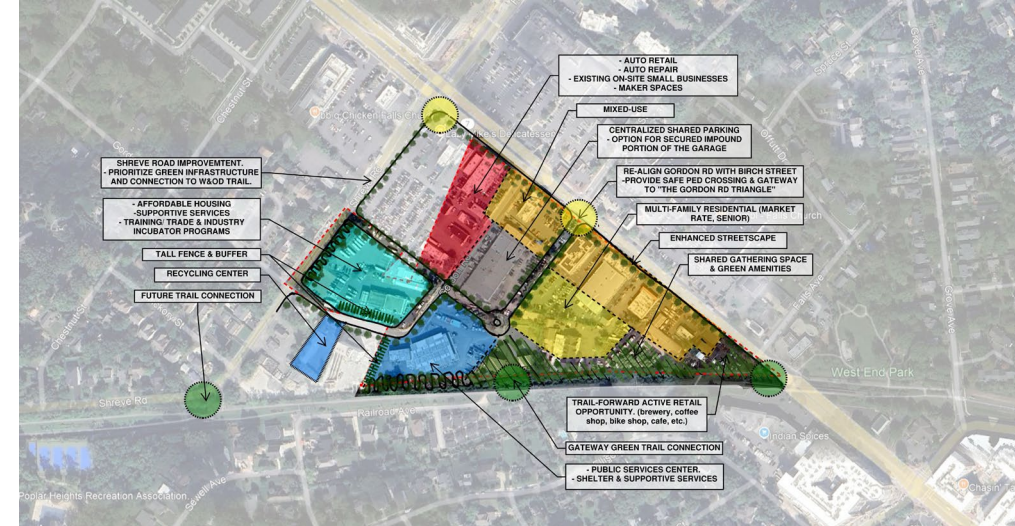 - AUTO RETAIL
- AUTO REPAIR
- EXISTING ON-SITE SMALL BUSINESSES
- MAKER SPACES
MIXED-USE
CENTRALIZED SHARED PARKING
- OPTION FOR SECURED IMPOUND
PORTION OF THE GARAGE
RE-ALIGN GORDON RD WITH BIRCH STREET
-PROVIDE SAFE PED CROSSING & GATEWAY
TO "THE GORDON RD TRIANGLE"
MULTI-FAMILY RESIDENTIAL (MARKET
RATE, SENIOR)
ENHANCED STREETSCAPE
SHARED GATHERING SPACE
& GREEN AMENITIES
SHREVE ROAD IMPROVEMTENT.
- PRIORITIZE GREEN INFRASTRUCTURE
AND CONNECTION TO W&OD TRAIL.
- AFFORDABLE HOUSING
-SUPPORTIVE SERVICES
- TRAINING/ TRADE & INDUSTRY
INCUBATOR PROGRAMS
TALL FENCE & BUFFER
RECYCLING CENTER
FUTURE TRAIL CONNECTION
TRAIL-FORWARD ACTIVE RETAIL
OPPORTUNITY. (brewery, coffee
shop, bike shop, cafe, etc.)
GATEWAY GREEN TRAIL CONNECTION
- PUBLIC SERVICES CENTER.
- SHELTER & SUPPORTIVE SERVICES
Chestnut St
Grove Ave
West End Park
Shreve Rd
Railroad Ave
Indian Spices
Poplar Heights Recreation Association